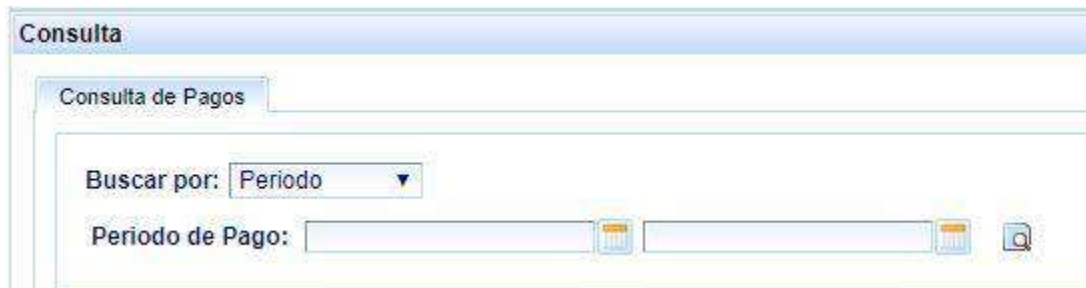 Consulta
Consulta de Pagos
Buscar por: Periodo
Periodo de Pago: